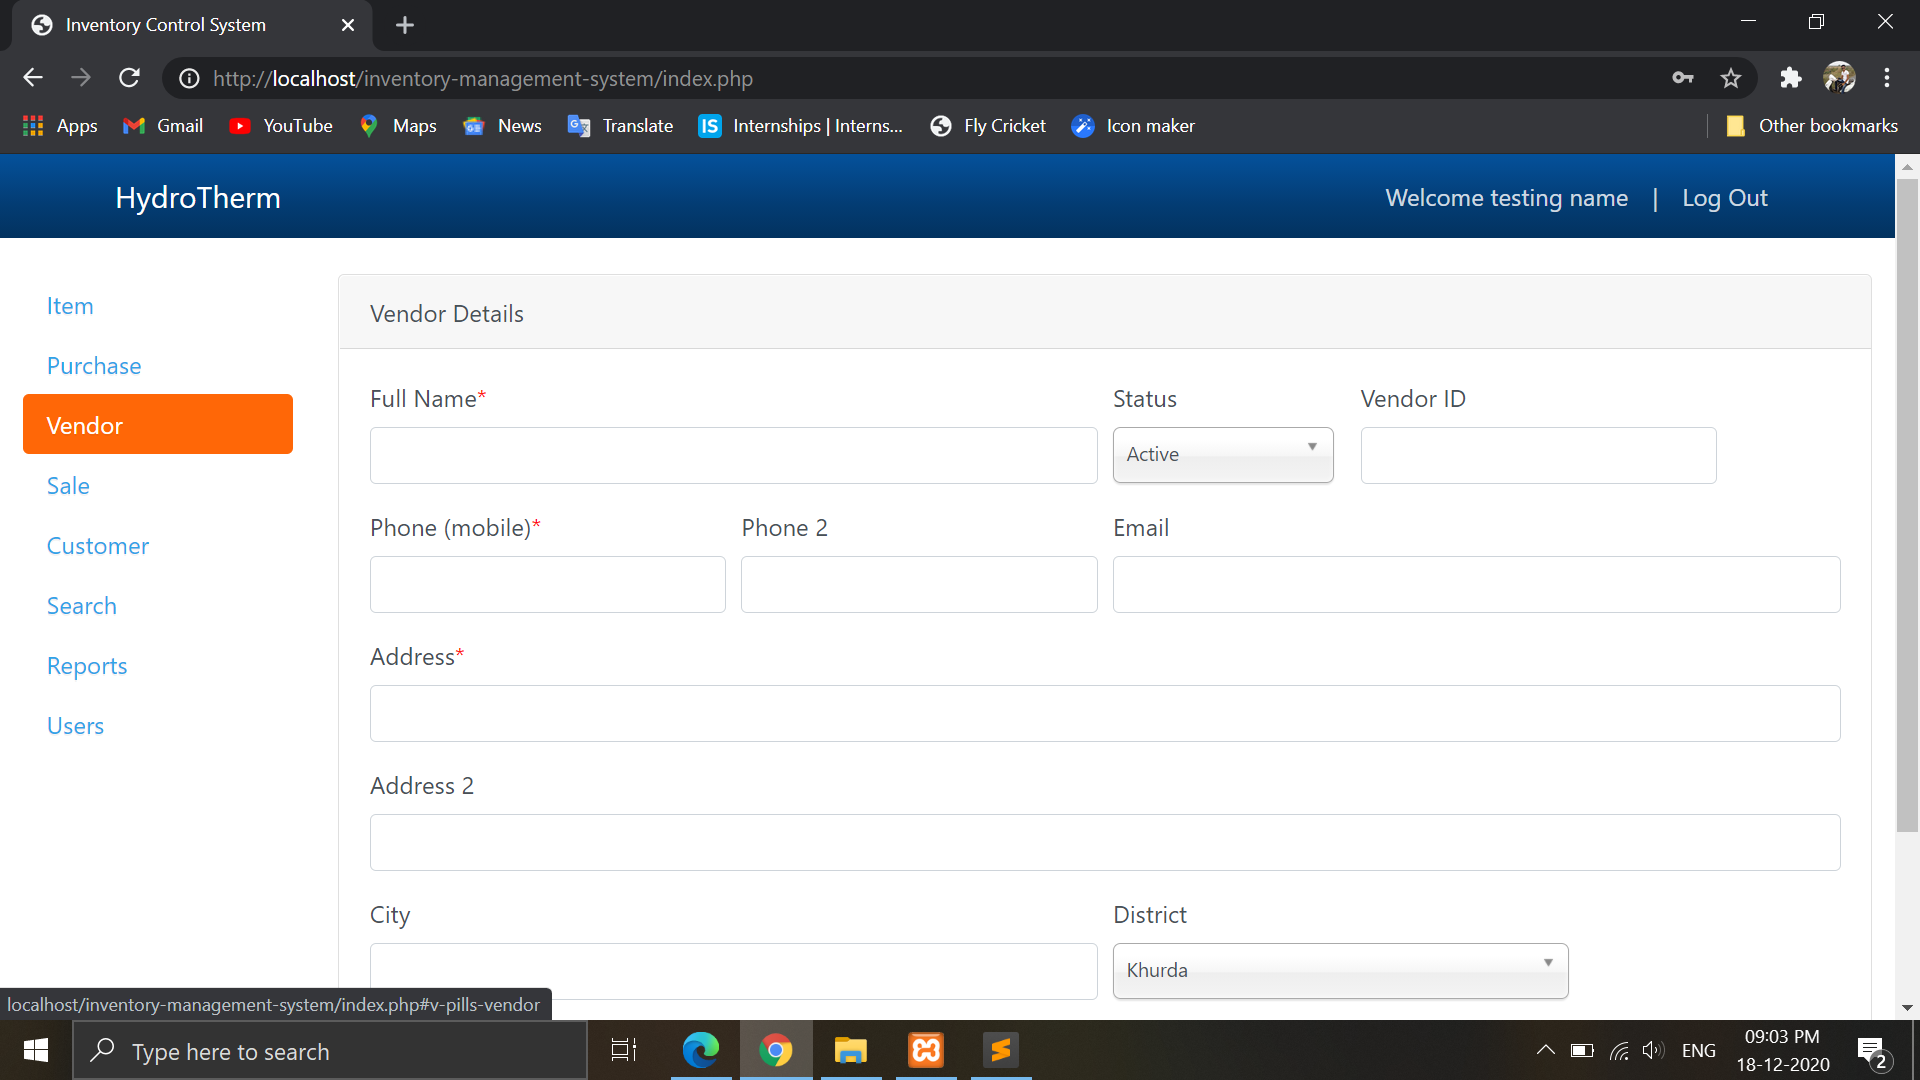 Inventory Control System
http://localhost/inventory-management-system/index.php
Apps Gmail YouTube Maps News Translate IS Internships | Interns... Fly Cricket Icon maker Other bookmarks
HydroTherm Welcome testing name | Log Out
Item
Purchase
Vendor
Sale
Customer
Search
Reports
Users
Vendor Details
Full Name* Status Vendor ID
Active
Phone (mobile)* Phone 2 Email
Address*
Address 2
City District
Khurda
localhost/inventory-management-system/index.php#v-pills-vendor
Type here to search
ENG
09:03 PM
18-12-2020
2